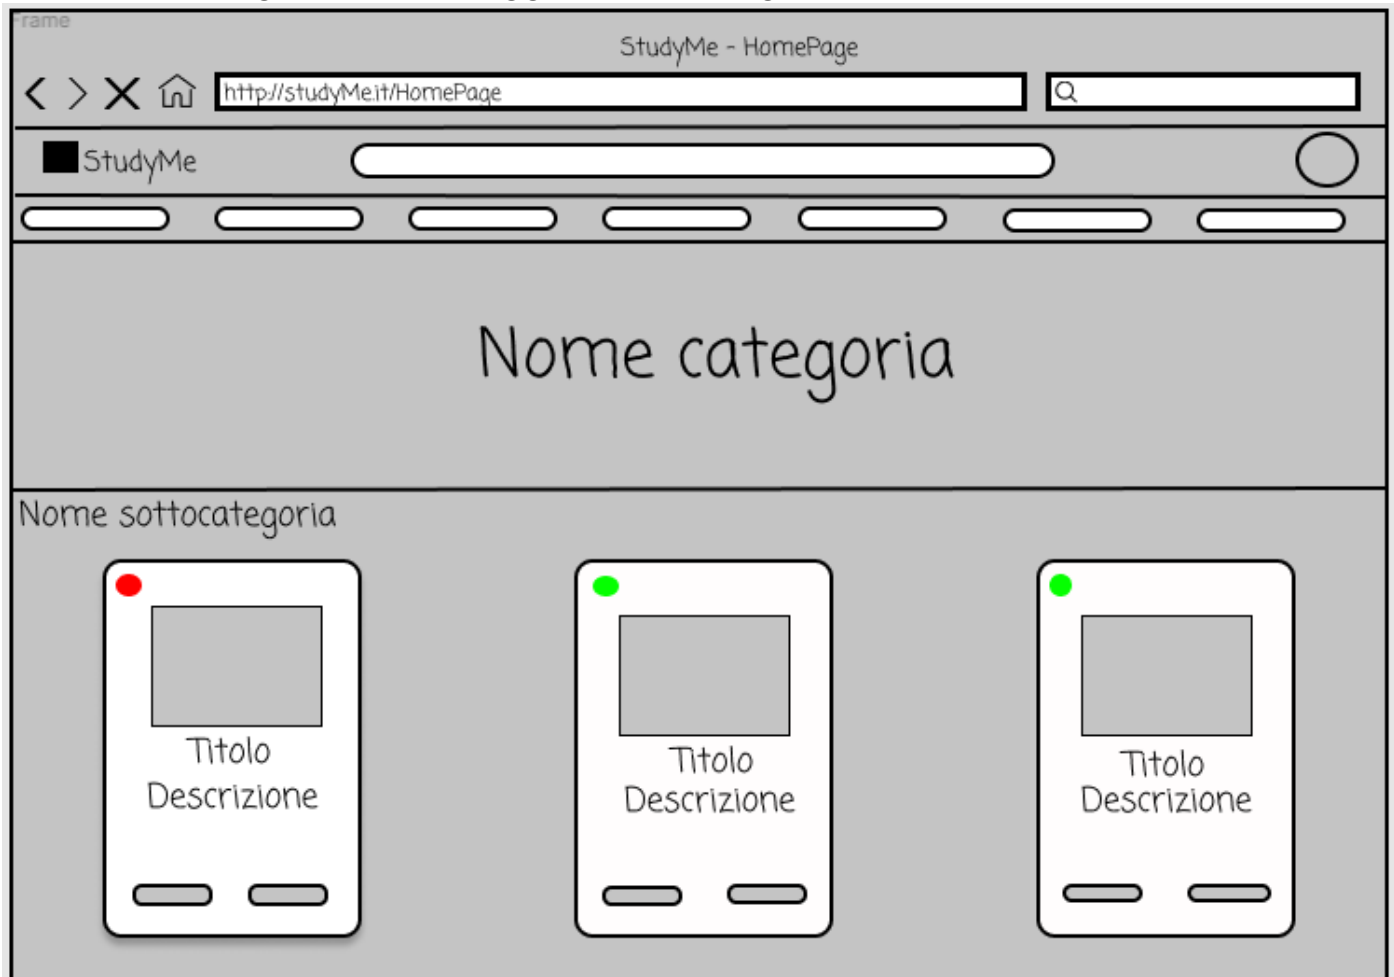 Frame
StudyMe - HomePage
http://studyMe.it/HomePage
StudyMe
Nome categoria
Nome sottocategoria
Titolo
Descrizione
Titolo
Descrizione
Titolo
Descrizione